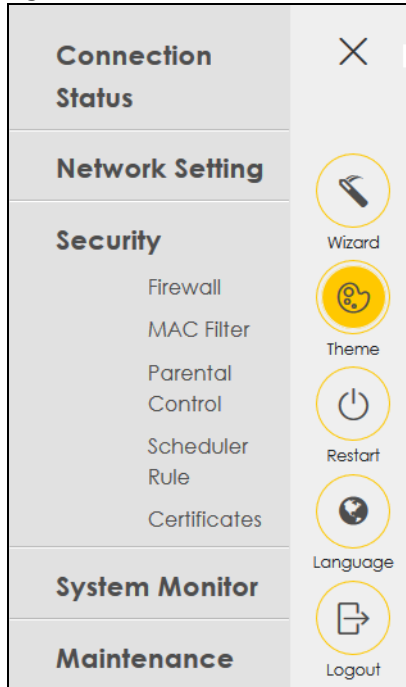 Connection
Status
Network Setting
Security
Firewall
MAC Filter
Parental
Control
Scheduler
Rule
Certificates
System Monitor
Maintenance
Wizard
Theme
Restart
Language
Logout